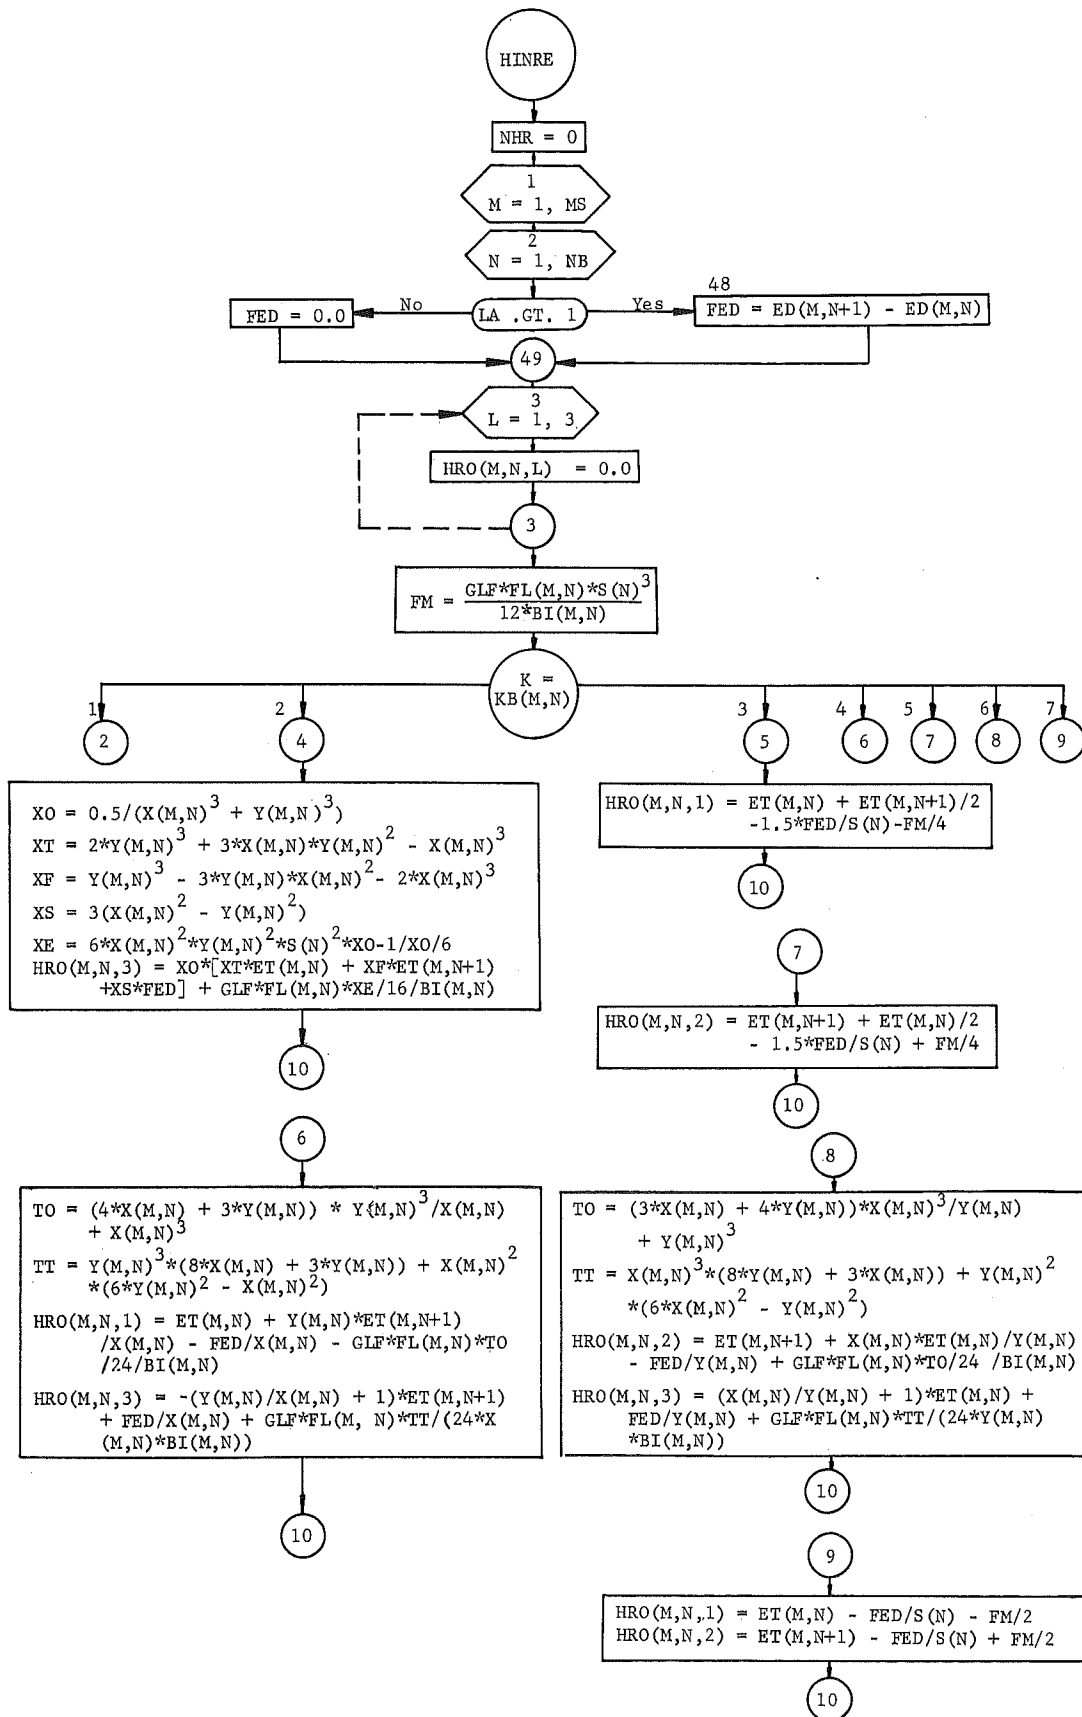 HINRE
NHR = 0
1
M = 1, MS
2
N = 1, NB
48
FED = 0.0
No
LA .GT. 1
Yes
FED = ED(M,N+1) - ED(M,N)
49
3
L = 1, 3
HRO(M,N,L) = 0.0
3
FM = GLF*FL(M,N)*S(N)^3
12*BI(M,N)
K =
KB(M,N)
1
2
3
4
5
6
7
2
4
5
6
7
8
9
XO = 0.5/(X(M,N)^3 + Y(M,N)^3)
XT = 2*Y(M,N)^3 + 3*X(M,N)*Y(M,N)^2 - X(M,N)^3
XF = Y(M,N)^3 - 3*Y(M,N)*X(M,N)^2- 2*X(M,N)^3
XS = 3(X(M,N)^2 - Y(M,N)^2)
XE = 6*X(M,N)^2*Y(M,N)^2*S(N)^2*XO-1/XO/6
HRO(M,N,3) = XO*[XT*ET(M,N) + XF*ET(M,N+1)
+XS*FED] + GLF*FL(M,N)*XE/16/BI(M,N)
10
HRO(M,N,1) = ET(M,N) + ET(M,N+1)/2
-1.5*FED/S(N)-FM/4
10
7
HRO(M,N,2) = ET(M,N+1) + ET(M,N)/2
- 1.5*FED/S(N) + FM/4
10
6
TO = (4*X(M,N) + 3*Y(M,N)) * Y(M,N)^3/X(M,N)
+ X(M,N)^3
TT = Y(M,N)^3*(8*X(M,N) + 3*Y(M,N)) + X(M,N)^2
*(6*Y(M,N)^2 - X(M,N)^2)
HRO(M,N,1) = ET(M,N) + Y(M,N)*ET(M,N+1)
/X(M,N) - FED/X(M,N) - GLF*FL(M,N)*TO
/24/BI(M,N)
HRO(M,N,3) = -(Y(M,N)/X(M,N) + 1)*ET(M,N+1)
+ FED/X(M,N) + GLF*FL(M, N)*TT/(24*X
(M,N)*BI(M,N))
10
8
TO = (3*X(M,N) + 4*Y(M,N))*X(M,N)^3/Y(M,N)
+ Y(M,N)^3
TT = X(M,N)^3*(8*Y(M,N) + 3*X(M,N)) + Y(M,N)^2
*(6*X(M,N)^2 - Y(M,N)^2)
HRO(M,N,2) = ET(M,N+1) + X(M,N)*ET(M,N)/Y(M,N)
- FED/Y(M,N) + GLF*FL(M,N)*TO/24 /BI(M,N)
HRO(M,N,3) = (X(M,N)/Y(M,N) + 1)*ET(M,N) +
FED/Y(M,N) + GLF*FL(M,N)*TT/(24*Y(M,N)
*BI(M,N))
10
9
HRO(M,N,1) = ET(M,N) - FED/S(N) - FM/2
HRO(M,N,2) = ET(M,N+1) - FED/S(N) + FM/2
10